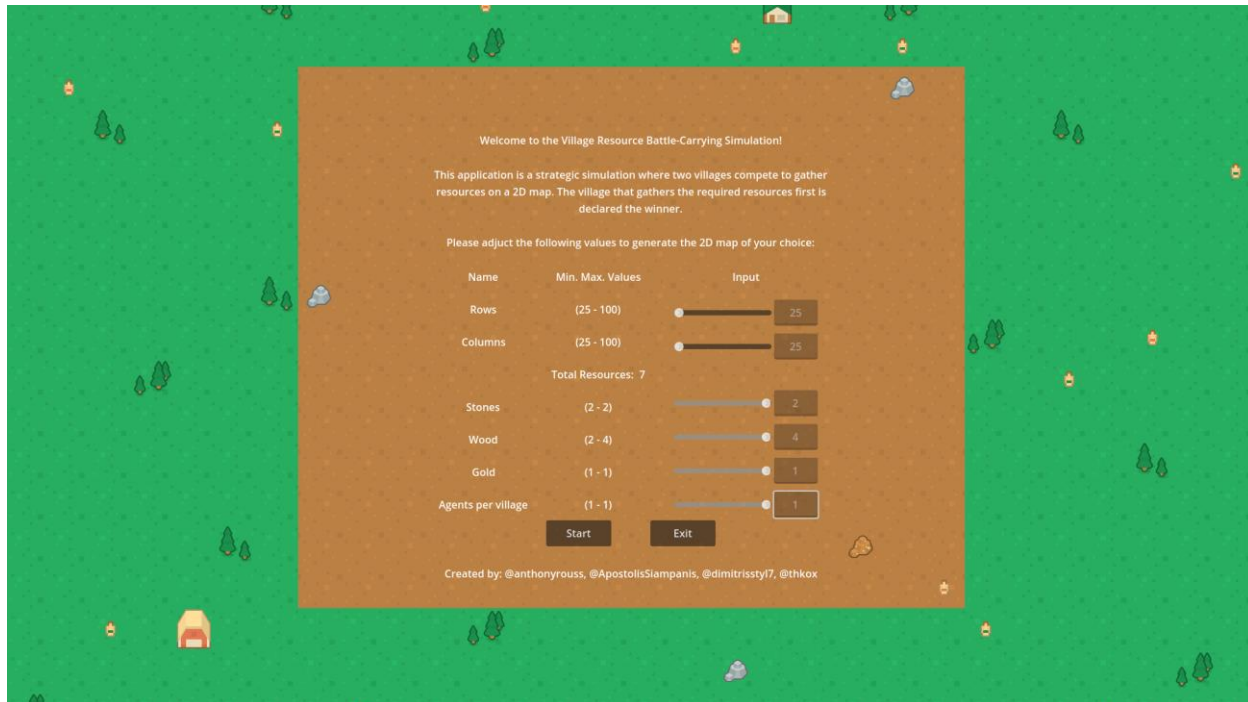 Welcome to the Village Resource Battle-Carrying Simulation!
This application is a strategic simulation where two villages compete to gather
resources on a 2D map. The village that gathers the required resources first is
declared the winner.
Please adjuct the following values to generate the 2D map of your choice:
Name Min. Max. Values Input
Rows (25 - 100) 25
Columns (25 - 100) 25
Total Resources: 7
Stones (2 - 2) 2
Wood (2 - 4) 4
Gold (1 - 1) 1
Agents per village (1 - 1) 1
Start Exit
Created by: @anthonyrouss, @ApostolisSiampanis, @dimitrisstyl7, @thkox